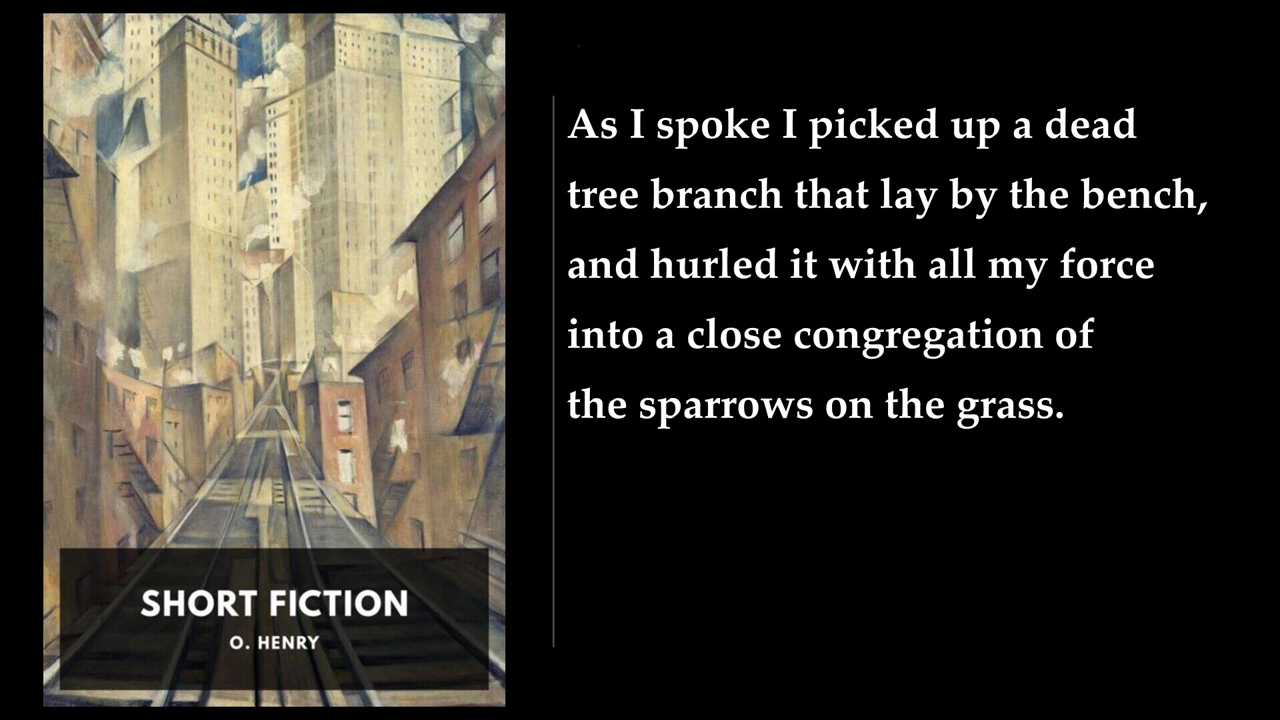 As I spoke I picked up a dead
tree branch that lay by the bench,
and hurled it with all my force
into a close congregation of
the sparrows on the grass.
SHORT FICTION
O. HENRY